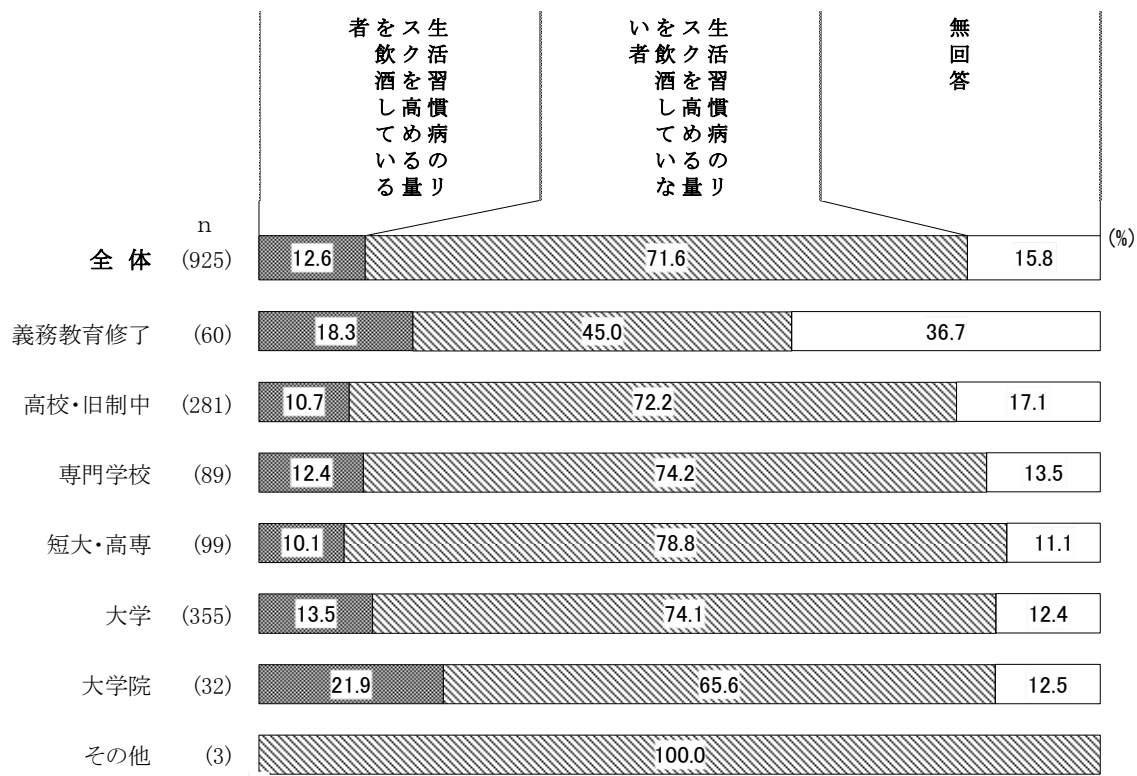 生活習慣病のリ
スクを高める量
を飲酒している
者
生活習慣病のリ
スクを高める量
を飲酒していな
い者
無回答
n
(%)
全 体 (925) 12.6 71.6 15.8
義務教育修了 (60) 18.3 45.0 36.7
高校・旧制中 (281) 10.7 72.2 17.1
専門学校 (89) 12.4 74.2 13.5
短大・高専 (99) 10.1 78.8 11.1
大学 (355) 13.5 74.1 12.4
大学院 (32) 21.9 65.6 12.5
その他 (3) 100.0